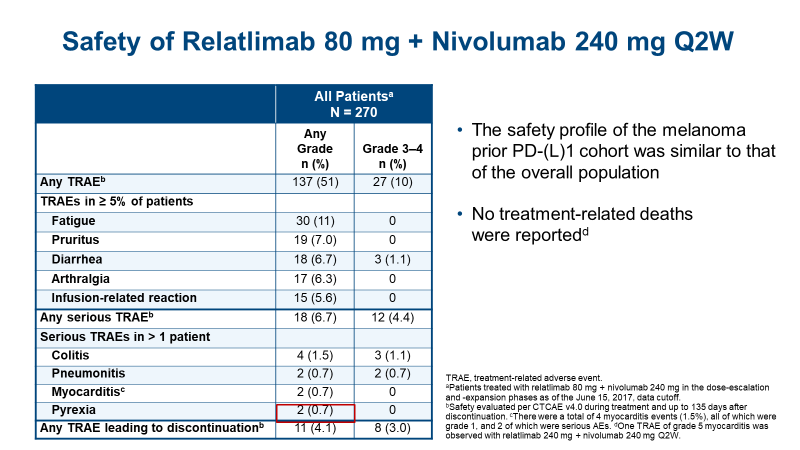 Safety of Relatlimab 80 mg + Nivolumab 240 mg Q2W
All Patientsᵃ
N = 270
Any
Grade
n (%)
Grade 3–4
n (%)
Any TRAEᵇ 137 (51) 27 (10)
TRAEs in ≥ 5% of patients
Fatigue 30 (11) 0
Pruritus 19 (7.0) 0
Diarrhea 18 (6.7) 3 (1.1)
Arthralgia 17 (6.3) 0
Infusion-related reaction 15 (5.6) 0
Any serious TRAEᵇ 18 (6.7) 12 (4.4)
Serious TRAEs in > 1 patient
Colitis 4 (1.5) 3 (1.1)
Pneumonitis 2 (0.7) 2 (0.7)
Myocarditisᶜ 2 (0.7) 0
Pyrexia 2 (0.7) 0
Any TRAE leading to discontinuationᵇ 11 (4.1) 8 (3.0)
• The safety profile of the melanoma
prior PD-(L)1 cohort was similar to that
of the overall population
• No treatment-related deaths
were reportedᵈ
TRAE, treatment-related adverse event.
ᵃPatients treated with relatlimab 80 mg + nivolumab 240 mg in the dose-escalation
and -expansion phases as of the June 15, 2017, data cutoff.
ᵇSafety evaluated per CTCAE v4.0 during treatment and up to 135 days after
discontinuation. ᶜThere were a total of 4 myocarditis events (1.5%), all of which were
grade 1, and 2 of which were serious AEs. ᵈOne TRAE of grade 5 myocarditis was
observed with relatlimab 240 mg + nivolumab 240 mg Q2W.